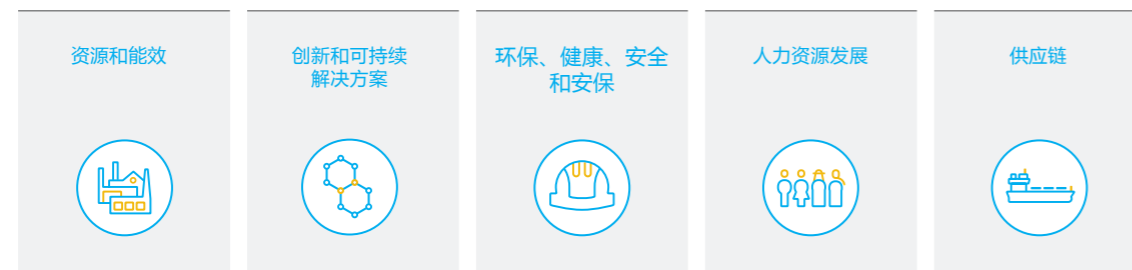 资源和能效
创新和可持续
解决方案
环保、健康、安全
和安保
人力资源发展
供应链